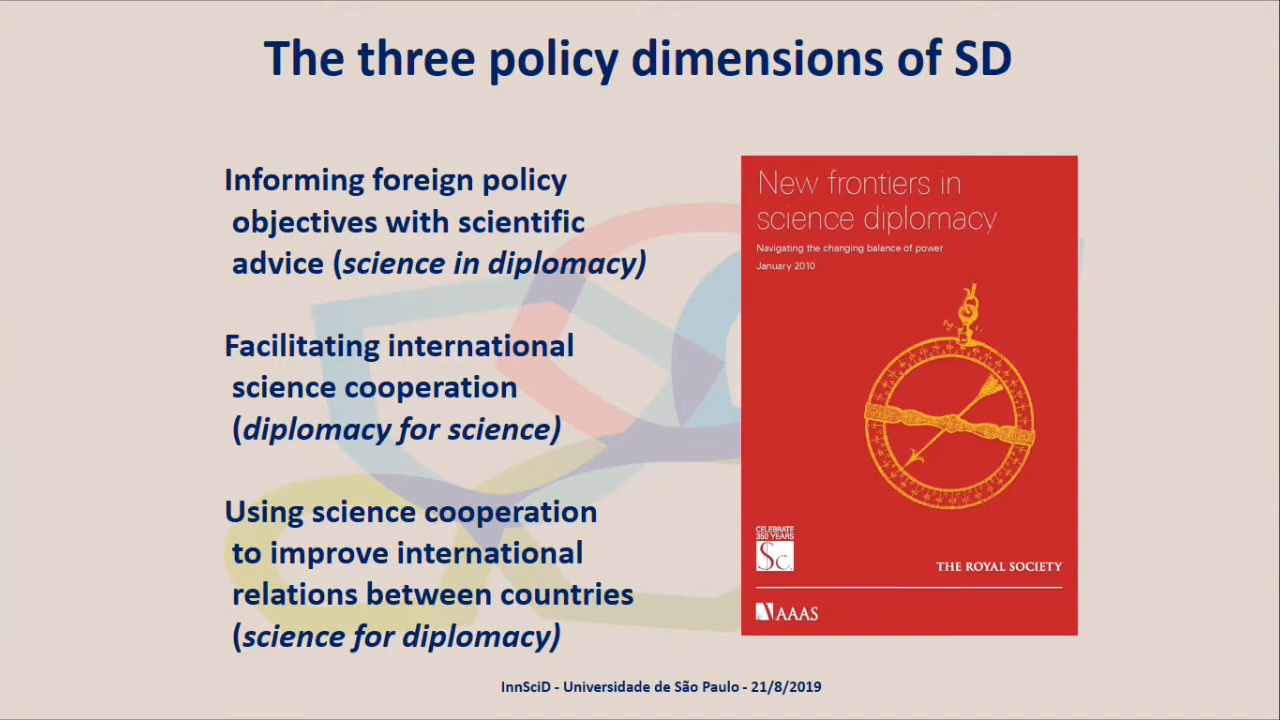 The three policy dimensions of SD
Informing foreign policy
objectives with scientific
advice (science in diplomacy)
Facilitating international
science cooperation
(diplomacy for science)
Using science cooperation
to improve international
relations between countries
(science for diplomacy)
New frontiers in
science diplomacy
Navigating the changing balance of power
January 2010
CELEBRATE
350 YEARS
Sc.
THE ROYAL SOCIETY
AAAS
InnSciD - Universidade de São Paulo - 21/8/2019